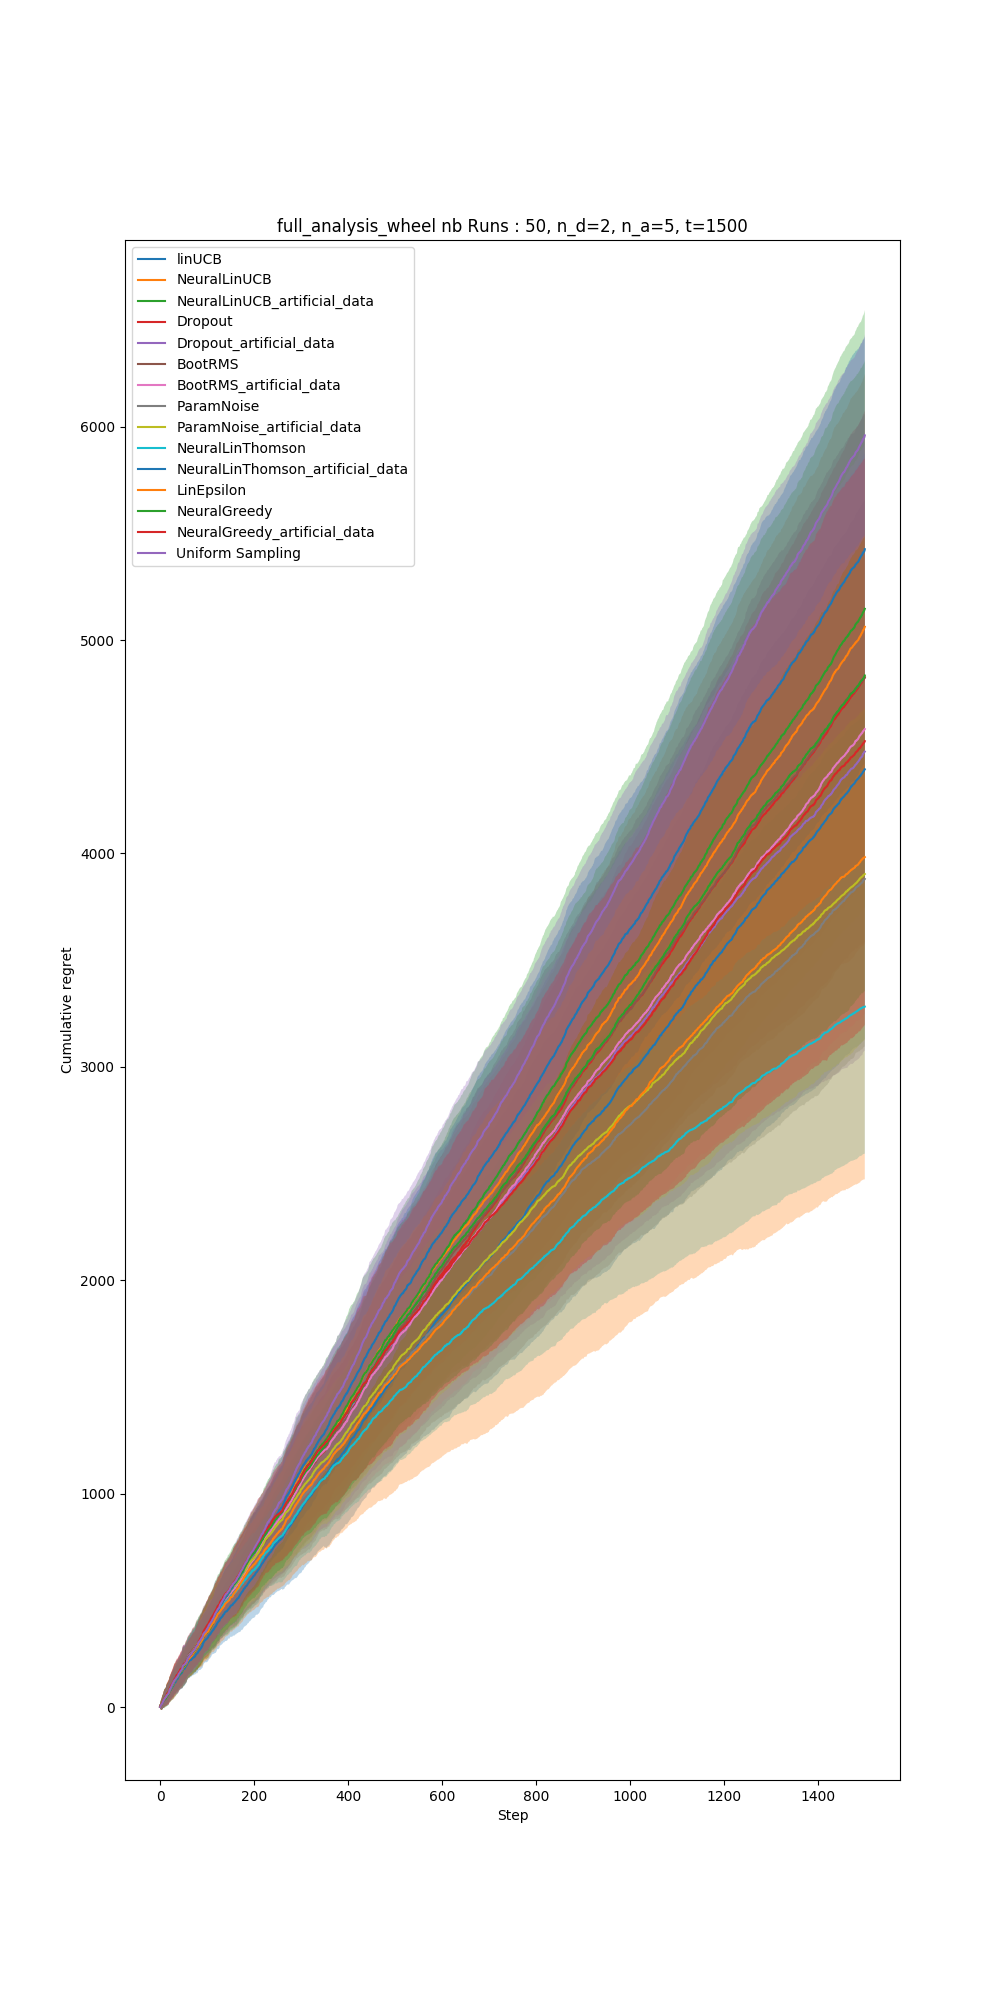 full_analysis_wheel nb Runs : 50, n_d=2, n_a=5, t=1500
linUCB
NeuralLinUCB
NeuralLinUCB_artificial_data
Dropout
Dropout_artificial_data
BootRMS
BootRMS_artificial_data
ParamNoise
ParamNoise_artificial_data
NeuralLinThomson
NeuralLinThomson_artificial_data
LinEpsilon
NeuralGreedy
NeuralGreedy_artificial_data
Uniform Sampling
6000
5000
4000
3000
2000
1000
0
Cumulative regret
0 200 400 600 800 1000 1200 1400
Step